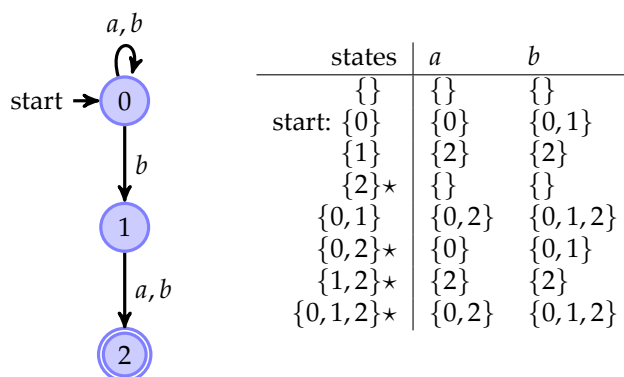 a, b
start
0
b
1
a, b
2
states a b
{} {} {}
start: {0} {0} {0, 1}
{1} {2} {2}
{2}⋆ {} {}
{0, 1} {0, 2} {0, 1, 2}
{0, 2}⋆ {0} {0, 1}
{1, 2}⋆ {2} {2}
{0, 1, 2}⋆ {0, 2} {0, 1, 2}